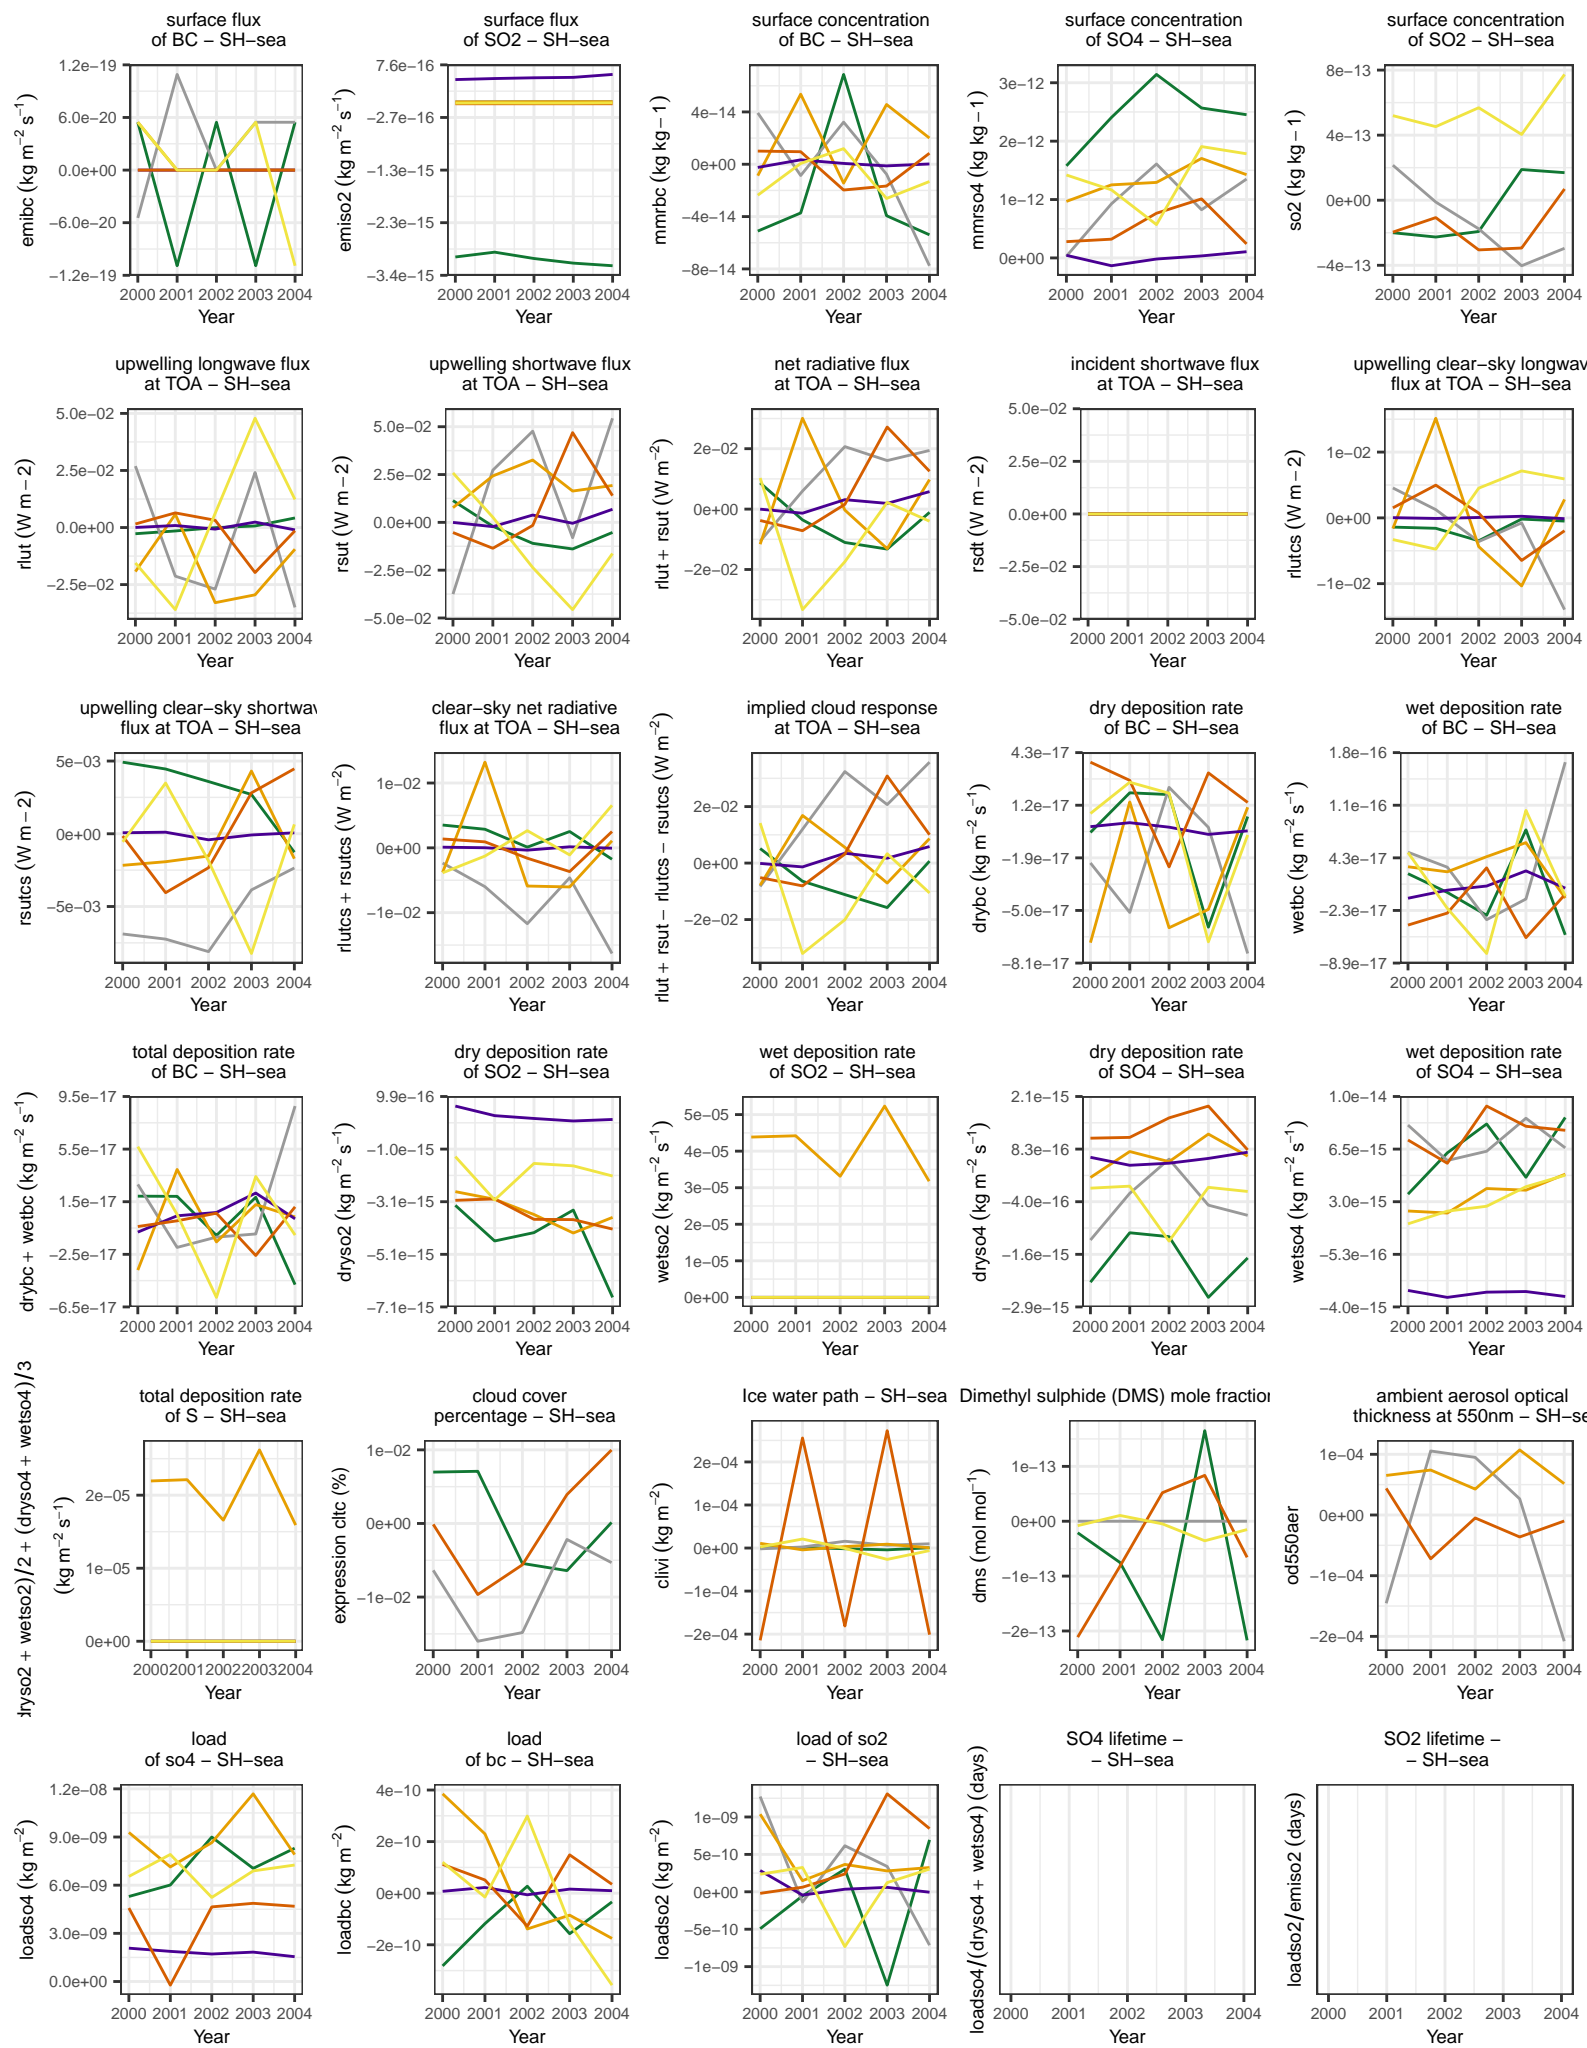 surface flux
of BC − SH−sea
surface flux
of SO2 − SH−sea
surface concentration
of BC − SH−sea
surface concentration
of SO4 − SH−sea
surface concentration
of SO2 − SH−sea
emibc (kg m−2 s−1)
1.2e−19
6.0e−20
0.0e+00
−6.0e−20
−1.2e−19
2000 2001 2002 2003 2004
Year
emiso2 (kg m−2 s−1)
7.6e−16
−2.7e−16
−1.3e−15
−2.3e−15
−3.4e−15
2000 2001 2002 2003 2004
Year
mmrbc (kg kg − 1)
4e−14
0e+00
−4e−14
−8e−14
2000 2001 2002 2003 2004
Year
mmrso4 (kg kg − 1)
3e−12
2e−12
1e−12
0e+00
2000 2001 2002 2003 2004
Year
so2 (kg kg − 1)
8e−13
4e−13
0e+00
−4e−13
2000 2001 2002 2003 2004
Year
upwelling longwave flux
at TOA − SH−sea
upwelling shortwave flux
at TOA − SH−sea
net radiative flux
at TOA − SH−sea
incident shortwave flux
at TOA − SH−sea
upwelling clear−sky longwav
flux at TOA − SH−sea
rlut (W m − 2)
5.0e−02
2.5e−02
0.0e+00
−2.5e−02
2000 2001 2002 2003 2004
Year
rsut (W m − 2)
5.0e−02
2.5e−02
0.0e+00
−2.5e−02
−5.0e−02
2000 2001 2002 2003 2004
Year
rlut + rsut (W m−2)
2e−02
0e+00
−2e−02
2000 2001 2002 2003 2004
Year
rsdt (W m − 2)
5.0e−02
2.5e−02
0.0e+00
−2.5e−02
−5.0e−02
2000 2001 2002 2003 2004
Year
rlutcs (W m − 2)
1e−02
0e+00
−1e−02
2000 2001 2002 2003 2004
Year
upwelling clear−sky shortwav
flux at TOA − SH−sea
clear−sky net radiative
flux at TOA − SH−sea
implied cloud response
at TOA − SH−sea
dry deposition rate
of BC − SH−sea
wet deposition rate
of BC − SH−sea
rsutcs (W m − 2)
5e−03
0e+00
−5e−03
2000 2001 2002 2003 2004
Year
rlutcs + rsutcs (W m−2)
1e−02
0e+00
−1e−02
2000 2001 2002 2003 2004
Year
rlut + rsut − rlutcs − rsutcs (W m−2)
2e−02
0e+00
−2e−02
2000 2001 2002 2003 2004
Year
drybc (kg m−2 s−1)
4.3e−17
1.2e−17
−1.9e−17
−5.0e−17
−8.1e−17
2000 2001 2002 2003 2004
Year
wetbc (kg m−2 s−1)
1.8e−16
1.1e−16
4.3e−17
−2.3e−17
−8.9e−17
2000 2001 2002 2003 2004
Year
total deposition rate
of BC − SH−sea
dry deposition rate
of SO2 − SH−sea
wet deposition rate
of SO2 − SH−sea
dry deposition rate
of SO4 − SH−sea
wet deposition rate
of SO4 − SH−sea
drybc + wetbc (kg m−2 s−1)
9.5e−17
5.5e−17
1.5e−17
−2.5e−17
−6.5e−17
2000 2001 2002 2003 2004
Year
dryso2 (kg m−2 s−1)
9.9e−16
−1.0e−15
−3.1e−15
−5.1e−15
−7.1e−15
2000 2001 2002 2003 2004
Year
wetso2 (kg m−2 s−1)
5e−05
4e−05
3e−05
2e−05
1e−05
0e+00
2000 2001 2002 2003 2004
Year
dryso4 (kg m−2 s−1)
2.1e−15
8.3e−16
−4.0e−16
−1.6e−15
−2.9e−15
2000 2001 2002 2003 2004
Year
wetso4 (kg m−2 s−1)
1.0e−14
6.5e−15
3.0e−15
−5.3e−16
−4.0e−15
2000 2001 2002 2003 2004
Year
total deposition rate
of S − SH−sea
cloud cover
percentage − SH−sea
Ice water path − SH−sea
Dimethyl sulphide (DMS) mole fraction
ambient aerosol optical
thickness at 550nm − SH−se
dryso2 + wetso2)/2 + (dryso4 + wetso4)/3
(kg m−2 s−1)
2e−05
1e−05
0e+00
2000 2001 2002 2003 2004
Year
expression cltc (%)
1e−02
0e+00
−1e−02
2000 2001 2002 2003 2004
Year
clivi (kg m−2)
2e−04
1e−04
0e+00
−1e−04
−2e−04
2000 2001 2002 2003 2004
Year
dms (mol mol−1)
1e−13
0e+00
−1e−13
−2e−13
2000 2001 2002 2003 2004
Year
od550aer
1e−04
0e+00
−1e−04
−2e−04
2000 2001 2002 2003 2004
Year
load
of so4 − SH−sea
load
of bc − SH−sea
load of so2
− SH−sea
SO4 lifetime −
− SH−sea
SO2 lifetime −
− SH−sea
loadso4 (kg m−2)
1.2e−08
9.0e−09
6.0e−09
3.0e−09
0.0e+00
2000 2001 2002 2003 2004
Year
loadbc (kg m−2)
4e−10
2e−10
0e+00
−2e−10
2000 2001 2002 2003 2004
Year
loadso2 (kg m−2)
1e−09
5e−10
0e+00
−5e−10
−1e−09
2000 2001 2002 2003 2004
Year
loadso4/(dryso4 + wetso4) (days)
2000 2001 2002 2003 2004
Year
loadso2/emiso2 (days)
2000 2001 2002 2003 2004
Year